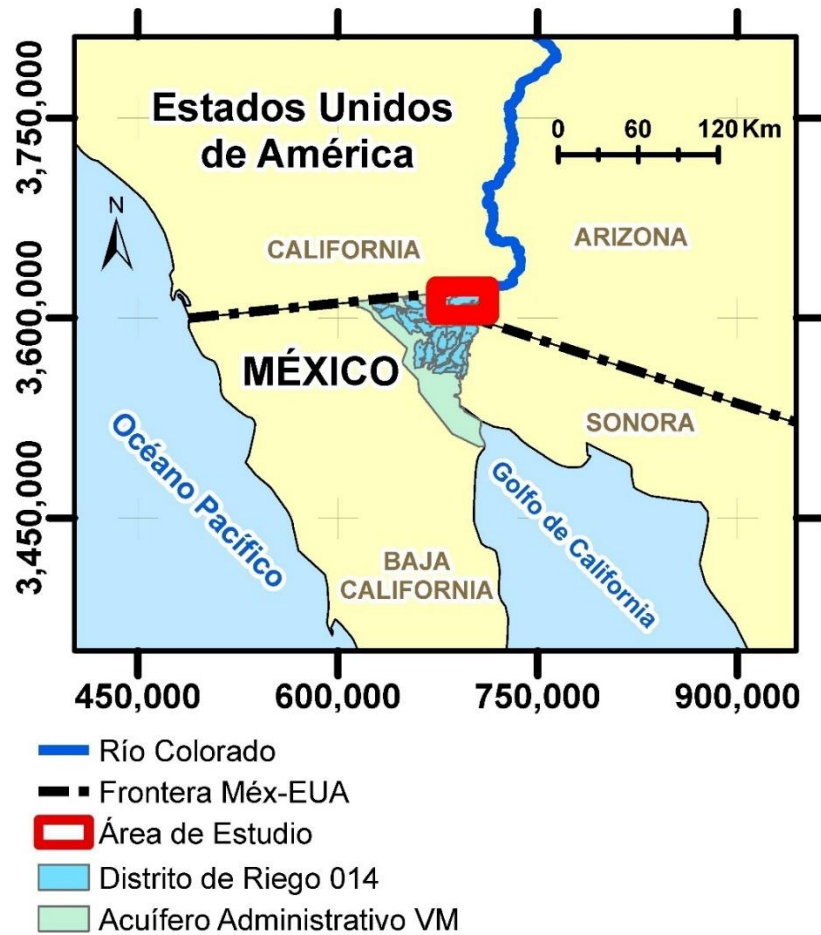 3,750,000
3,600,000
3,450,000
Estados Unidos
de América
0 60 120 Km
N
CALIFORNIA
ARIZONA
MÉXICO
SONORA
Océano Pacífico
Golfo de California
BAJA
CALIFORNIA
450,000 600,000 750,000 900,000
Río Colorado
Frontera Méx-EUA
Área de Estudio
Distrito de Riego 014
Acuífero Administrativo VM